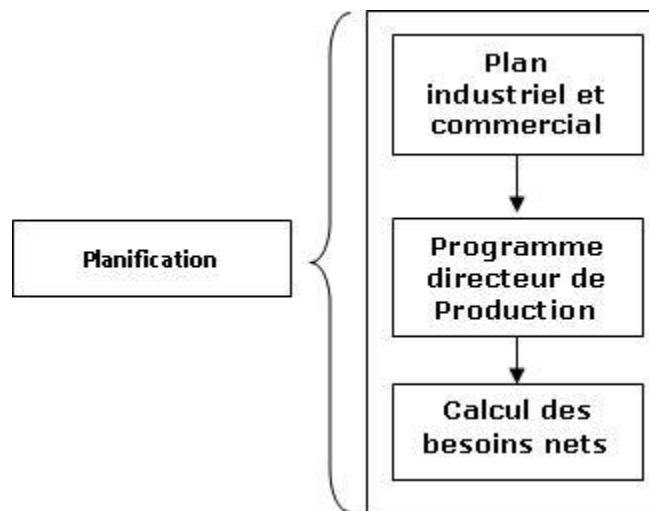 Planification
Plan
industriel et
commercial
Programme
directeur de
Production
Calcul des
besoins nets